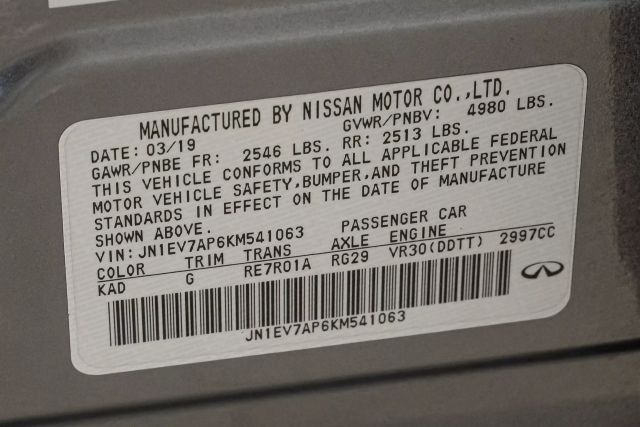 MANUFACTURED BY NISSAN MOTOR CO.,LTD.
DATE: 03/19 GVWR/PNBV: 4980 LBS.
GAWR/PNBE FR: 2546 LBS. RR: 2513 LBS.
THIS VEHICLE CONFORMS TO ALL APPLICABLE FEDERAL
MOTOR VEHICLE SAFETY,BUMPER,AND THEFT PREVENTION
STANDARDS IN EFFECT ON THE DATE OF MANUFACTURE
SHOWN ABOVE.
VIN: JN1EV7AP6KM541063 PASSENGER CAR
COLOR TRIM TRANS AXLE ENGINE
KAD G RE7R01A RG29 VR30(DDTT) 2997CC
JN1EV7AP6KM541063